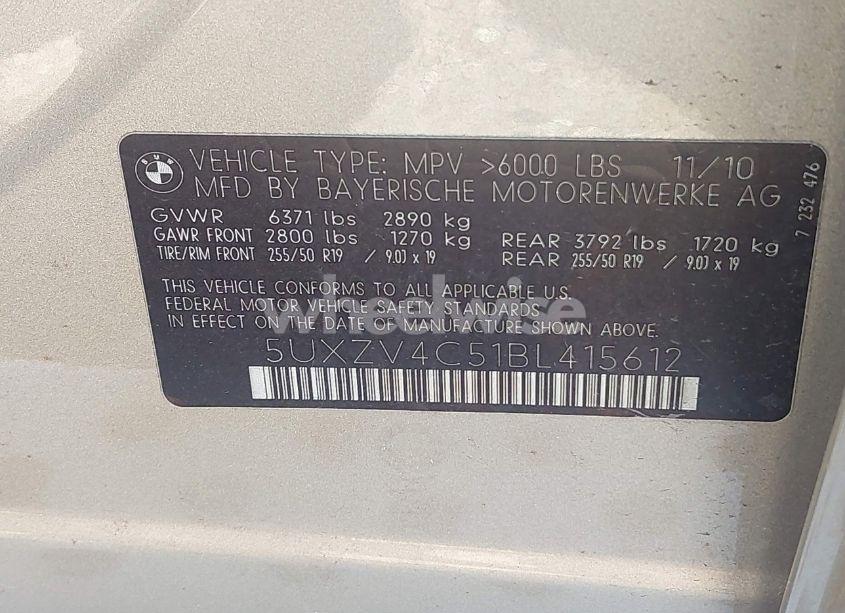 BMW
VEHICLE TYPE: MPV >6000 LBS 11/10
MFD BY BAYERISCHE MOTORENWERKE AG
GVWR 6371 lbs 2890 kg
GAWR FRONT 2800 lbs 1270 kg REAR 3792 lbs 1720 kg
TIRE/RIM FRONT 255/50 R19 / 9.0J x 19 REAR 255/50 R19 / 9.0J x 19
THIS VEHICLE CONFORMS TO ALL APPLICABLE U.S.
FEDERAL MOTOR VEHICLE SAFETY STANDARDS
IN EFFECT ON THE DATE OF MANUFACTURE SHOWN ABOVE.
5UXZV4C51BL415612
7 232 476
wheelwise